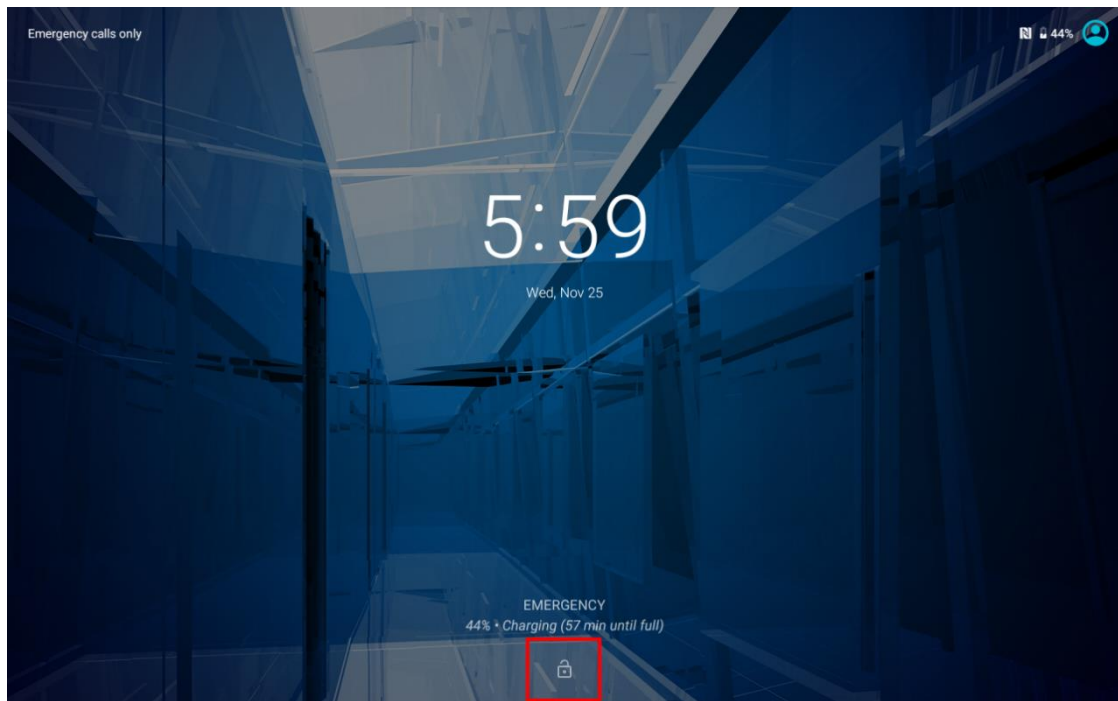 Emergency calls only
44%
5:59
Wed, Nov 25
EMERGENCY
44% • Charging (57 min until full)